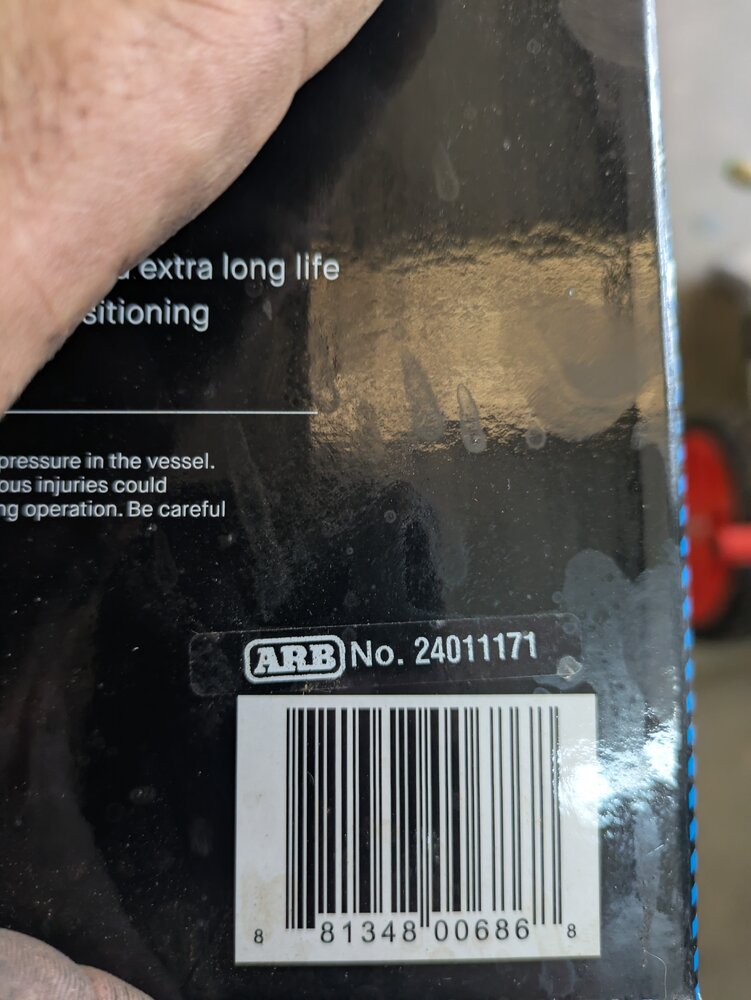 extra long life
sitioning
pressure in the vessel.
ous injuries could
ng operation. Be careful
ARB No. 24011171
8 81348 00686 8